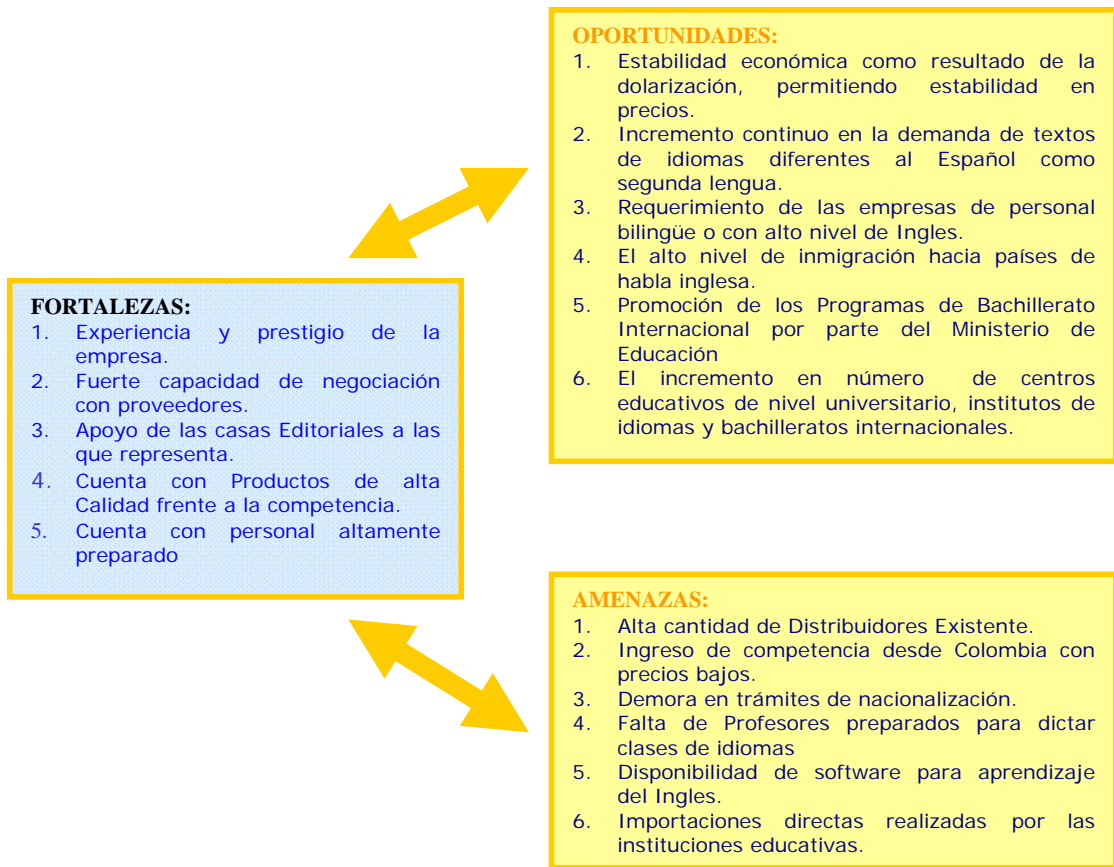 OPORTUNIDADES:
1. Estabilidad económica como resultado de la
dolarización, permitiendo estabilidad en
precios.
2. Incremento continuo en la demanda de textos
de idiomas diferentes al Español como
segunda lengua.
3. Requerimiento de las empresas de personal
bilingüe o con alto nivel de Ingles.
4. El alto nivel de inmigración hacia países de
habla inglesa.
5. Promoción de los Programas de Bachillerato
Internacional por parte del Ministerio de
Educación
6. El incremento en número de centros
educativos de nivel universitario, institutos de
idiomas y bachilleratos internacionales.
FORTALEZAS:
1. Experiencia y prestigio de la
empresa.
2. Fuerte capacidad de negociación
con proveedores.
3. Apoyo de las casas Editoriales a las
que representa.
4. Cuenta con Productos de alta
Calidad frente a la competencia.
5. Cuenta con personal altamente
preparado
AMENAZAS:
1. Alta cantidad de Distribuidores Existente.
2. Ingreso de competencia desde Colombia con
precios bajos.
3. Demora en trámites de nacionalización.
4. Falta de Profesores preparados para dictar
clases de idiomas
5. Disponibilidad de software para aprendizaje
del Ingles.
6. Importaciones directas realizadas por las
instituciones educativas.